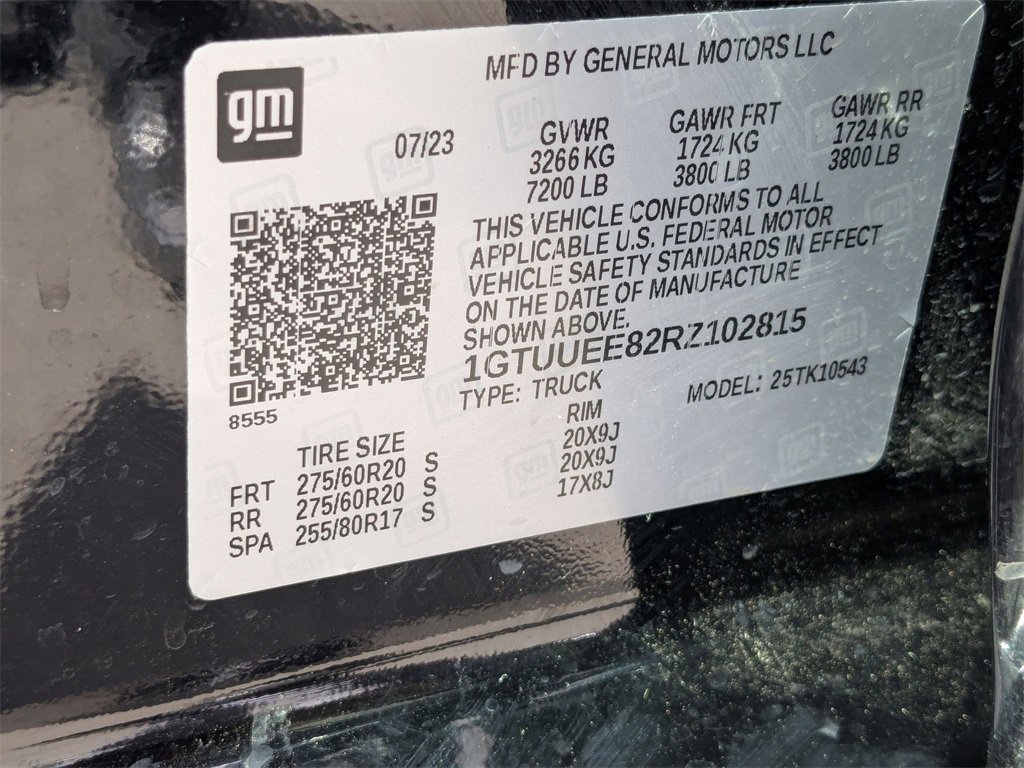 MFD BY GENERAL MOTORS LLC
gm
07/23
GVWR GAWR FRT GAWR RR
3266 KG 1724 KG 1724 KG
7200 LB 3800 LB 3800 LB
THIS VEHICLE CONFORMS TO ALL
APPLICABLE U.S. FEDERAL MOTOR
VEHICLE SAFETY STANDARDS IN EFFECT
ON THE DATE OF MANUFACTURE
SHOWN ABOVE.
1GTUUEE82RZ102815
TYPE: TRUCK MODEL: 25TK10543
8555
TIRE SIZE RIM
FRT 275/60R20 S 20X9J
RR 275/60R20 S 20X9J
SPA 255/80R17 S 17X8J